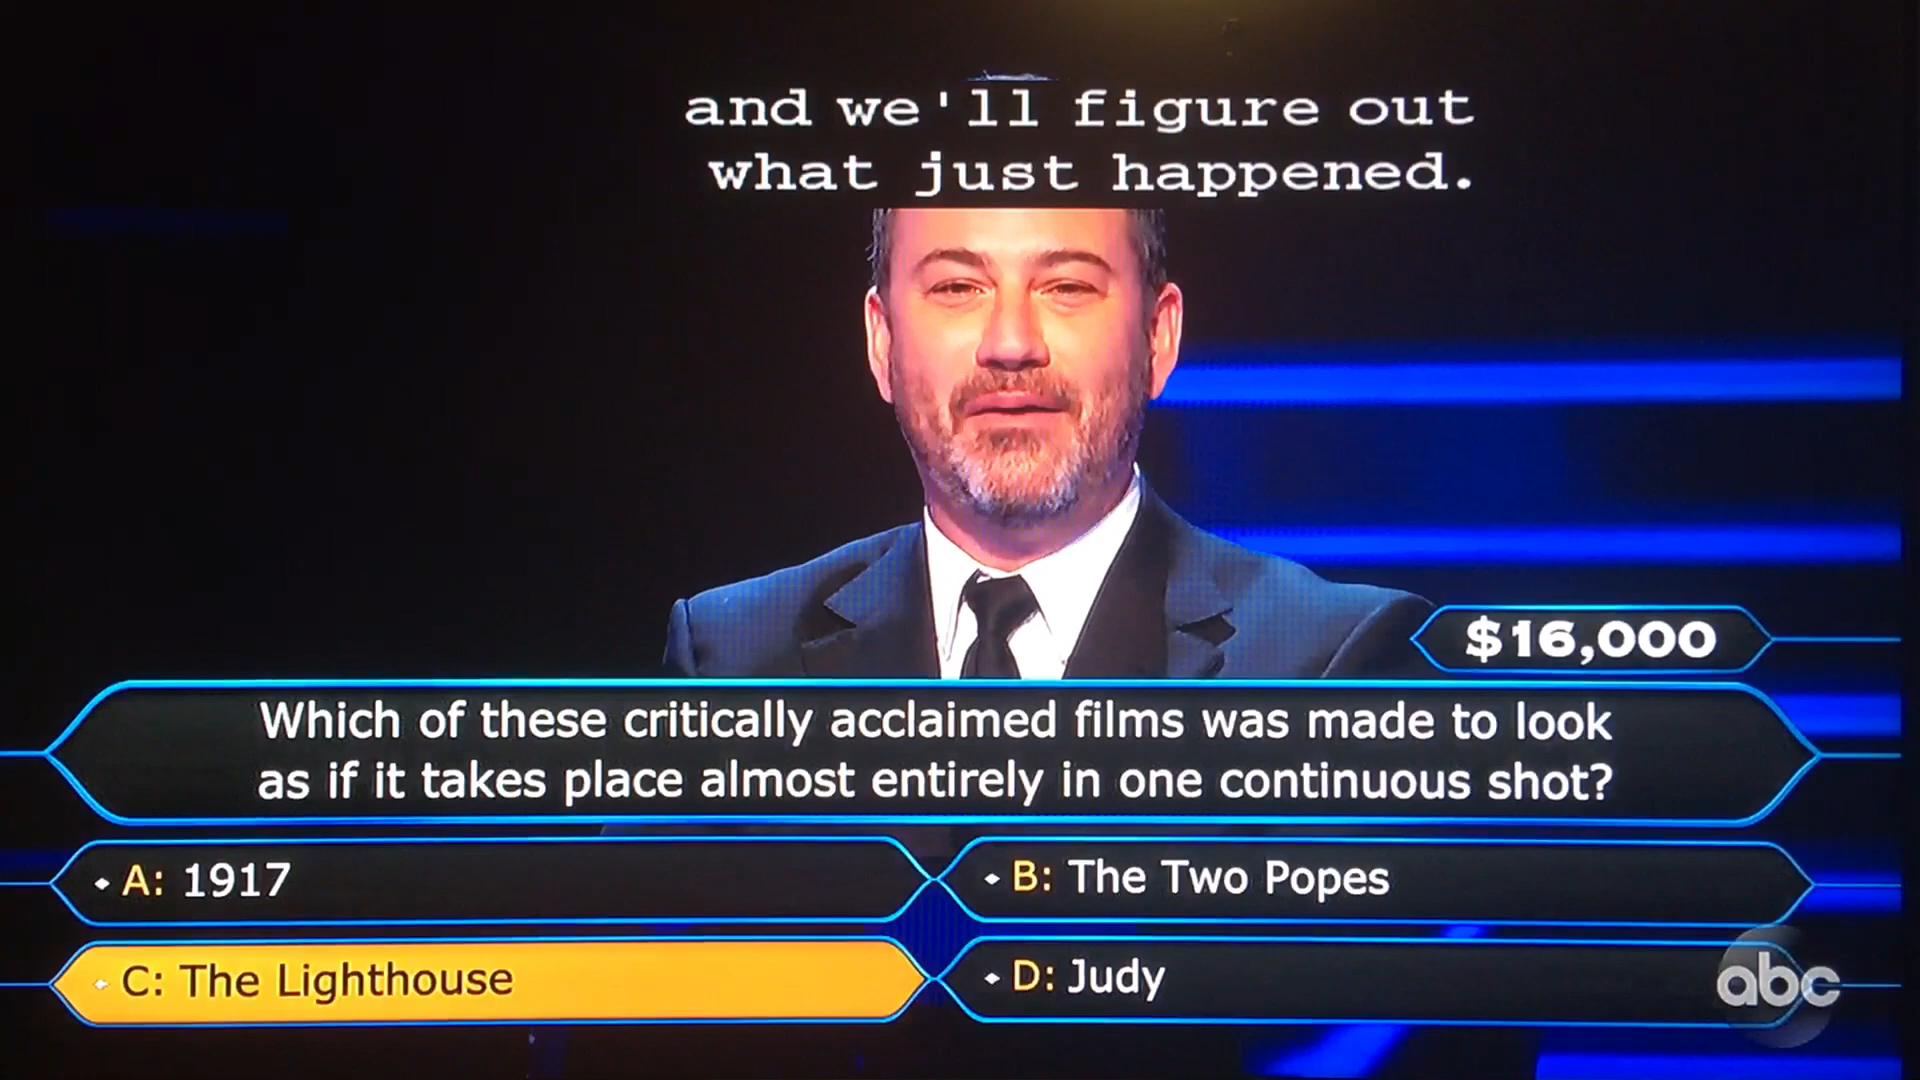 and we'll figure out
what just happened.
$16,000
Which of these critically acclaimed films was made to look
as if it takes place almost entirely in one continuous shot?
A: 1917
B: The Two Popes
C: The Lighthouse
D: Judy
abc